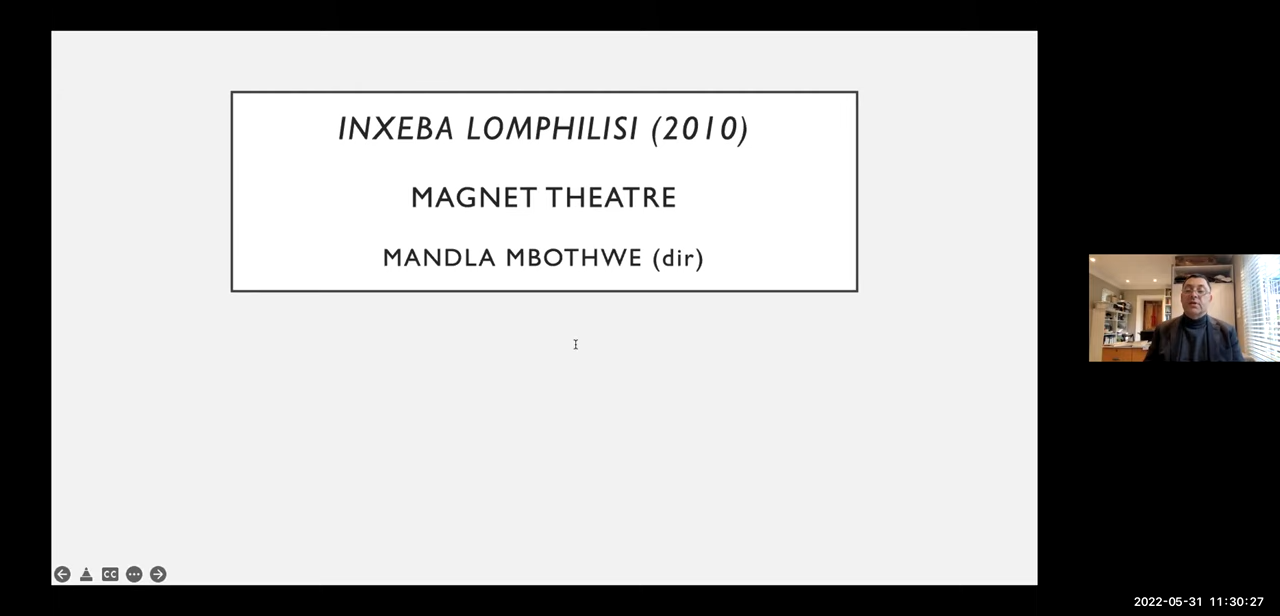 INXEBA LOMPHILISI (2010)
MAGNET THEATRE
MANDLA MBOTHWE (dir)
CC
2022-05-31 11:30:27